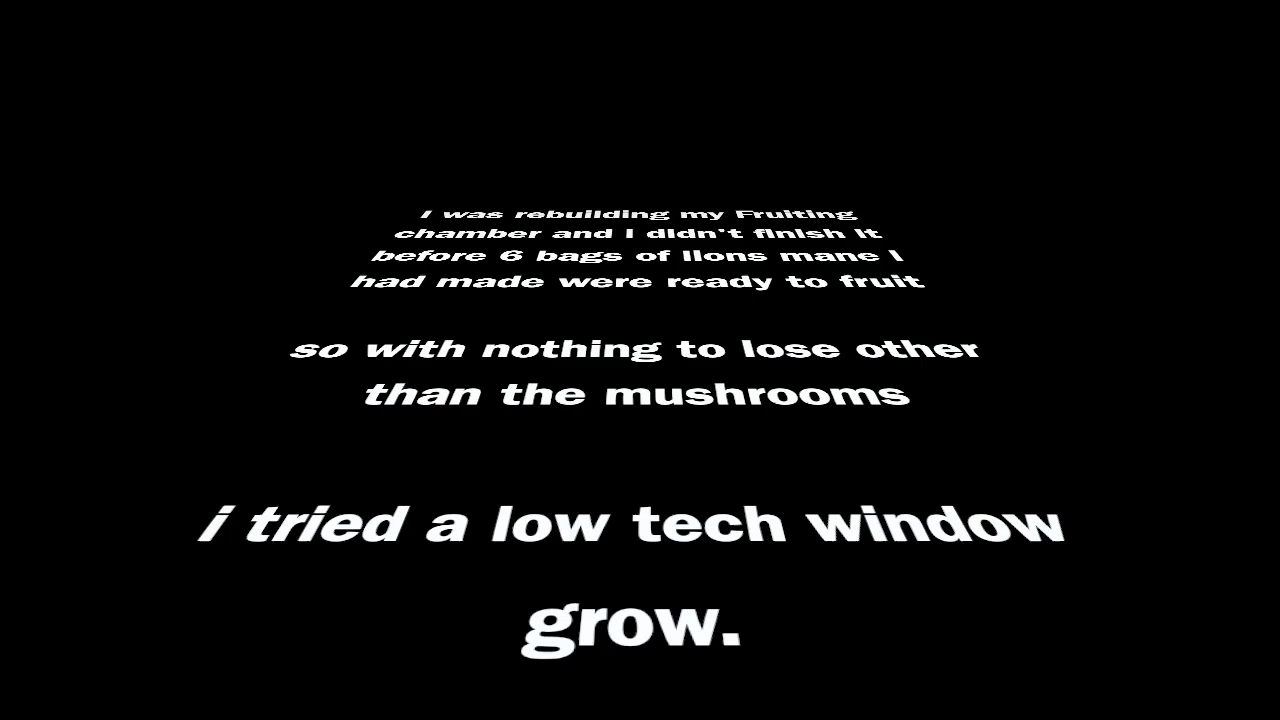 I was rebuilding my Fruiting
chamber and I didn't finish it
before 6 bags of lions mane I
had made were ready to fruit
so with nothing to lose other
than the mushrooms
i tried a low tech window
grow.